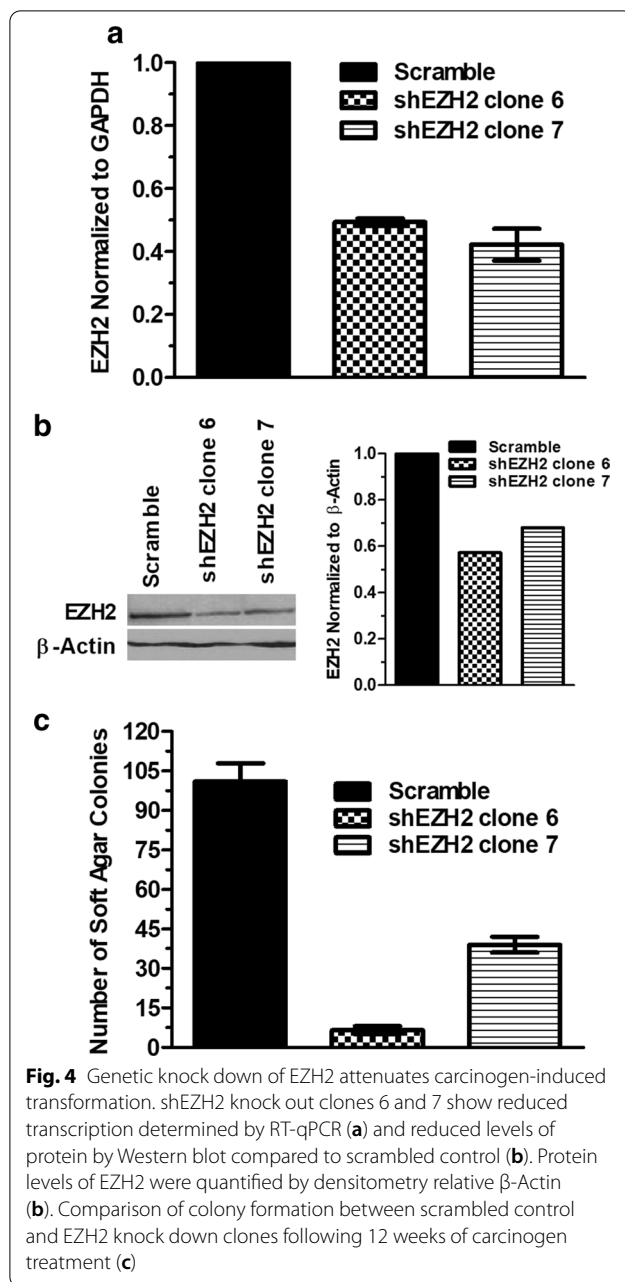 a
EZH2 Normalized to GAPDH
1.0
0.8
0.6
0.4
0.2
0.0
Scramble
shEZH2 clone 6
shEZH2 clone 7
b
Scramble
shEZH2 clone 6
shEZH2 clone 7
EZH2
β-Actin
EZH2 Normalized to β-Actin
1.0
0.8
0.6
0.4
0.2
0.0
Scramble
shEZH2 clone 6
shEZH2 clone 7
c
Number of Soft Agar Colonies
120
105
90
75
60
45
30
15
0
Scramble
shEZH2 clone 6
shEZH2 clone 7
Fig. 4 Genetic knock down of EZH2 attenuates carcinogen-induced
transformation. shEZH2 knock out clones 6 and 7 show reduced
transcription determined by RT-qPCR (a) and reduced levels of
protein by Western blot compared to scrambled control (b). Protein
levels of EZH2 were quantified by densitometry relative β-Actin
(b). Comparison of colony formation between scrambled control
and EZH2 knock down clones following 12 weeks of carcinogen
treatment (c)